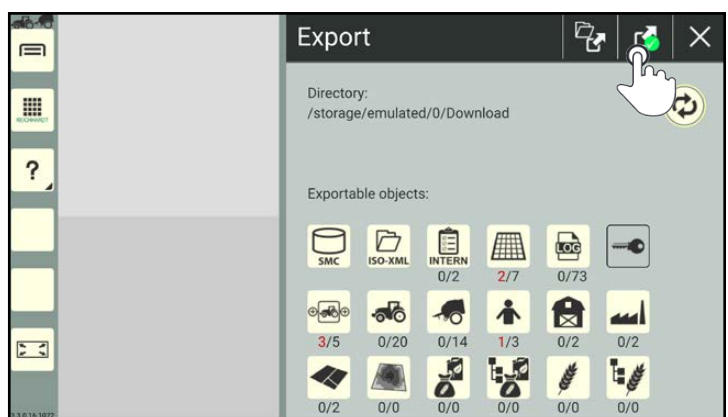 Export
Directory:
/storage/emulated/0/Download
REICHHARDT
?
Exportable objects:
SMC
ISO-XML
INTERN
LOG
0/2
2/7
0/73
3/5
0/20
0/14
1/3
0/2
0/2
0/2
0/0
0/0
0/0
0/0
0/0